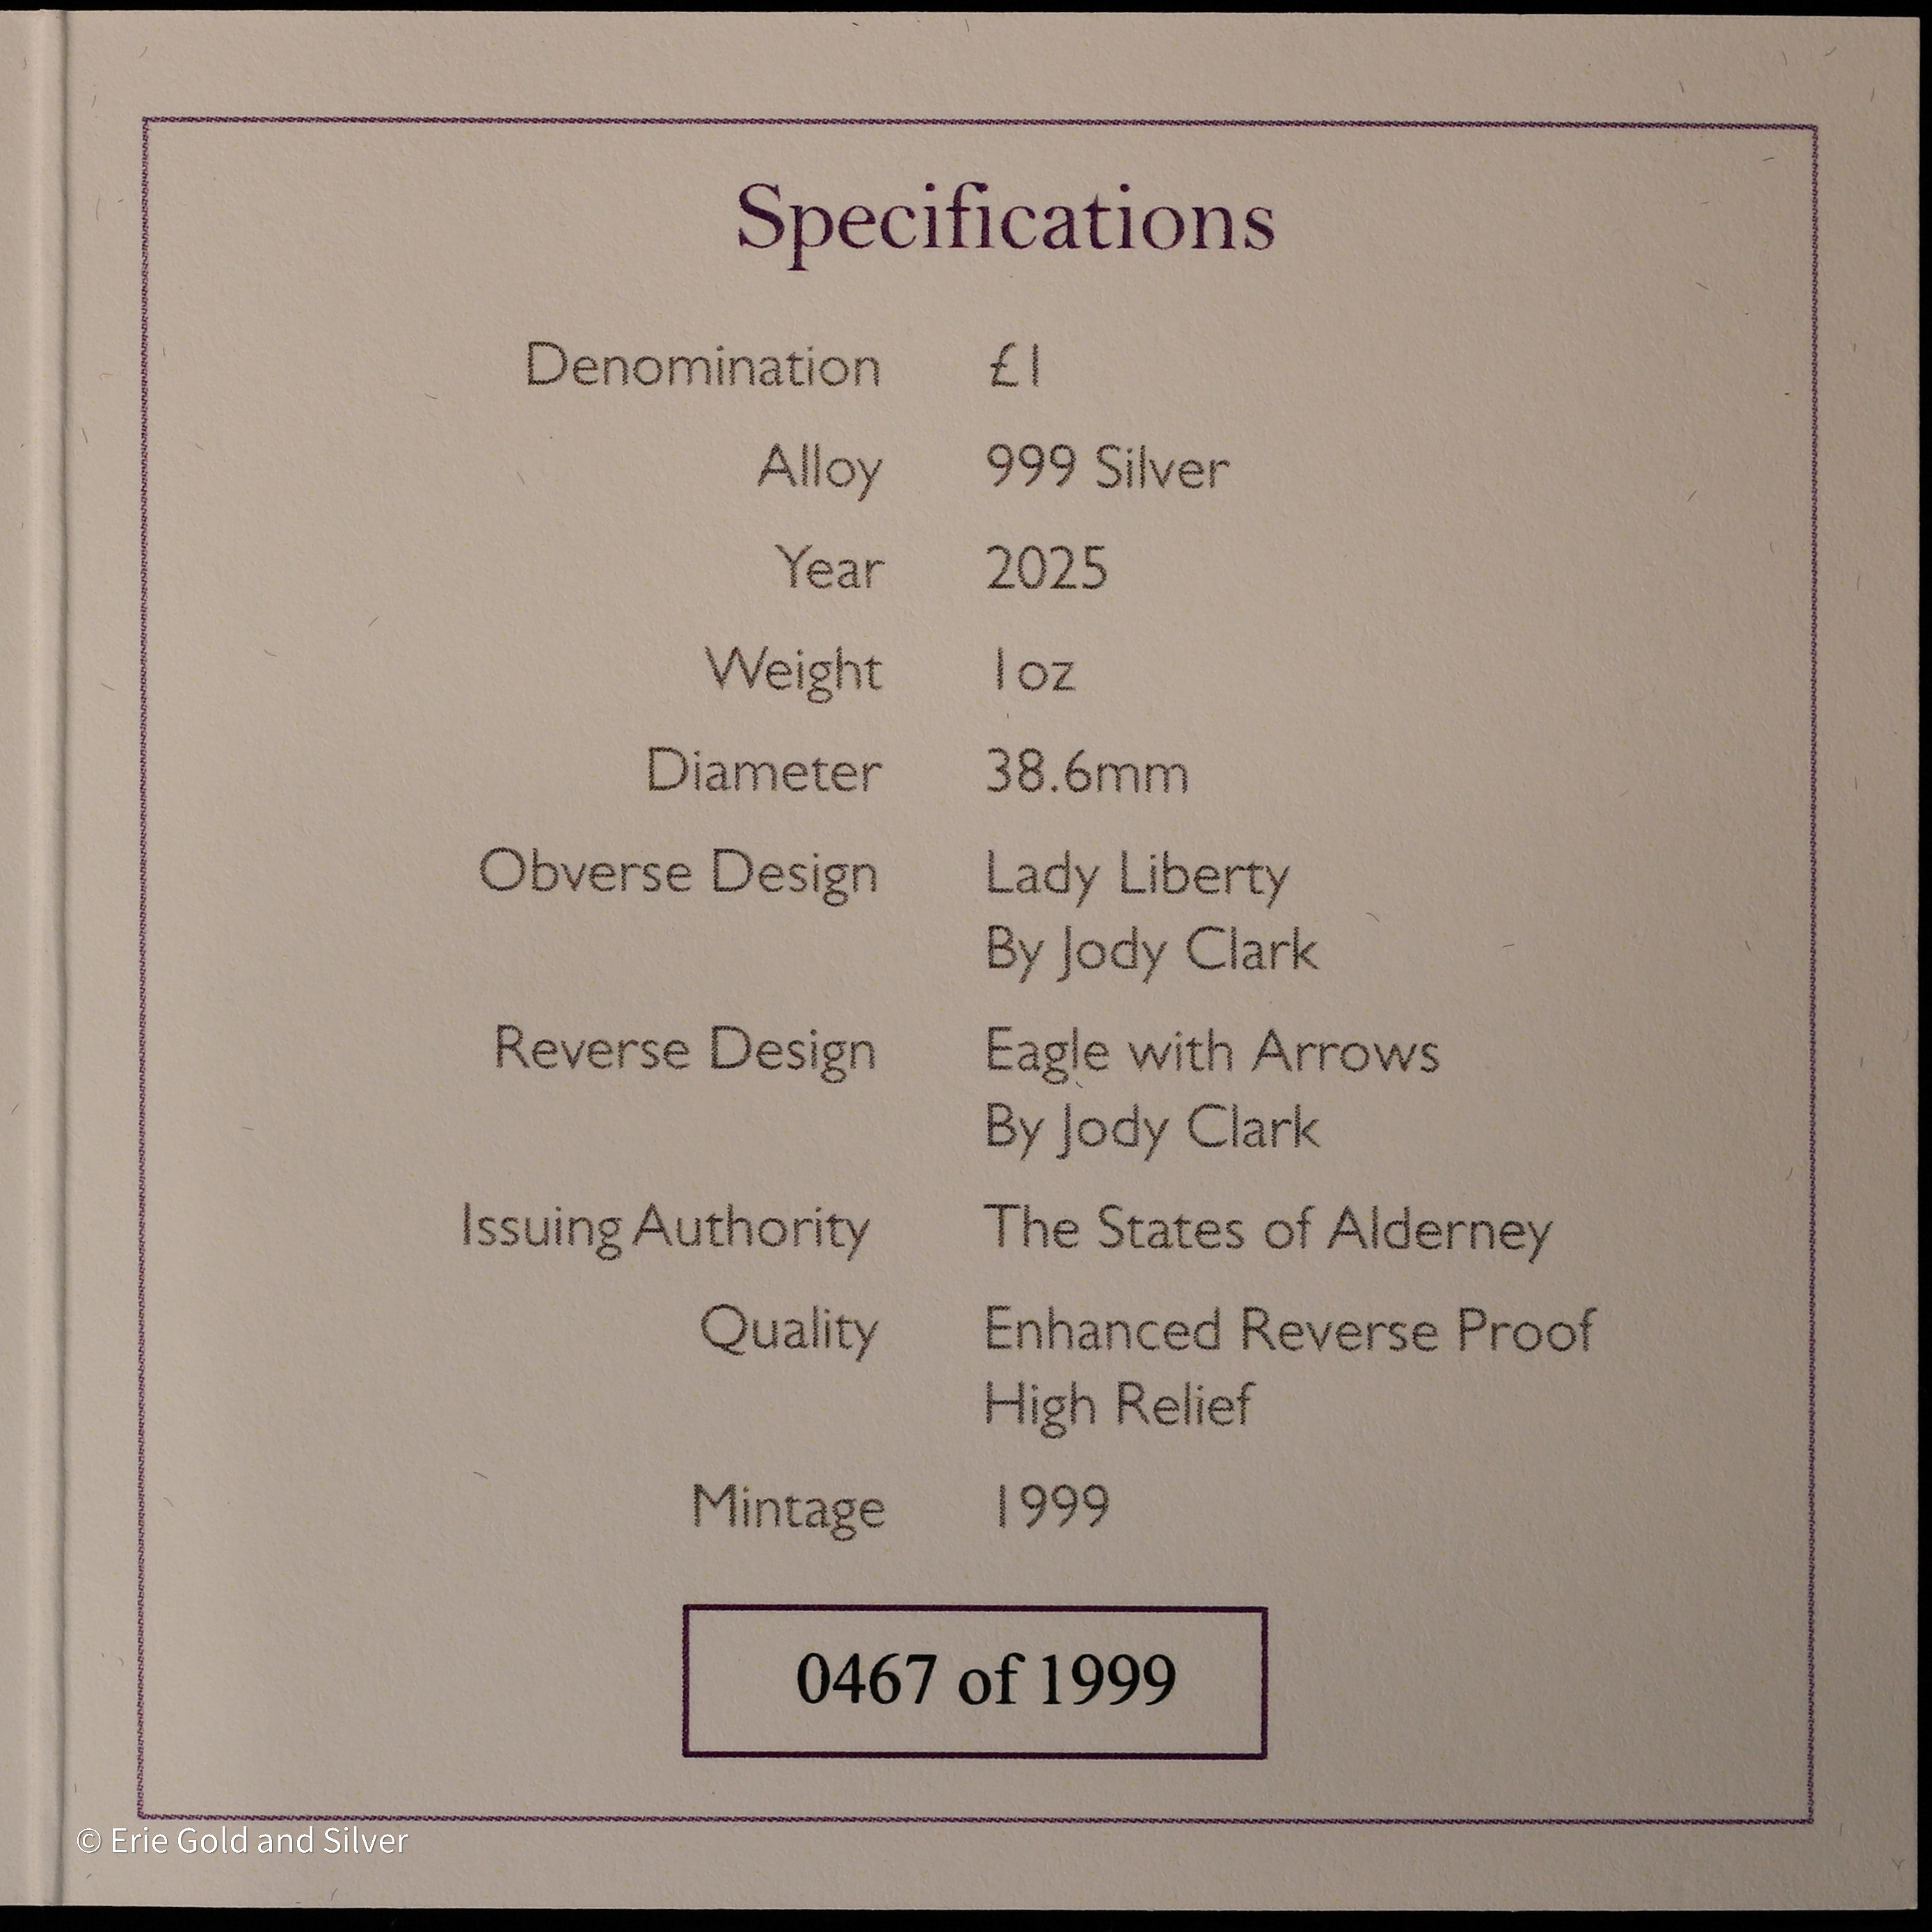 Specifications
Denomination £1
Alloy 999 Silver
Year 2025
Weight 1oz
Diameter 38.6mm
Obverse Design Lady Liberty
By Jody Clark
Reverse Design Eagle with Arrows
By Jody Clark
Issuing Authority The States of Alderney
Quality Enhanced Reverse Proof
High Relief
Mintage 1999
0467 of 1999
© Erie Gold and Silver